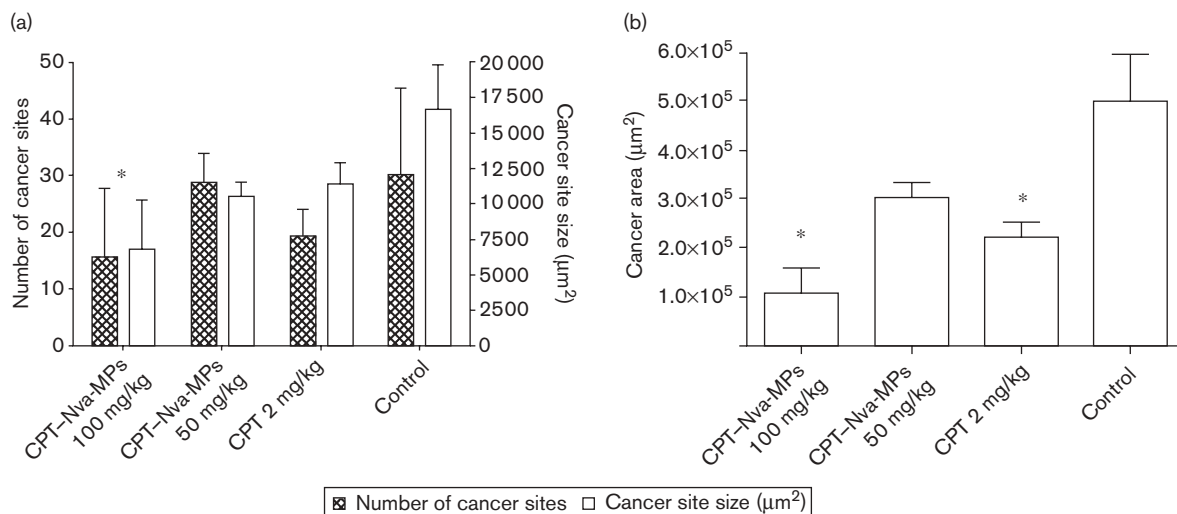 (a)
50
40
30
20
10
0
Number of cancer sites
20 000
17 500
15 000
12 500
10 000
7500
5000
2500
0
Cancer site size (μm²)
*
CPT–Nva-MPs
100 mg/kg
CPT–Nva-MPs
50 mg/kg
CPT 2 mg/kg
Control
(b)
6.0×10⁵
5.0×10⁵
4.0×10⁵
3.0×10⁵
2.0×10⁵
1.0×10⁵
Cancer area (μm²)
*
*
CPT–Nva-MPs
100 mg/kg
CPT–Nva-MPs
50 mg/kg
CPT 2 mg/kg
Control
Number of cancer sites
Cancer site size (μm²)